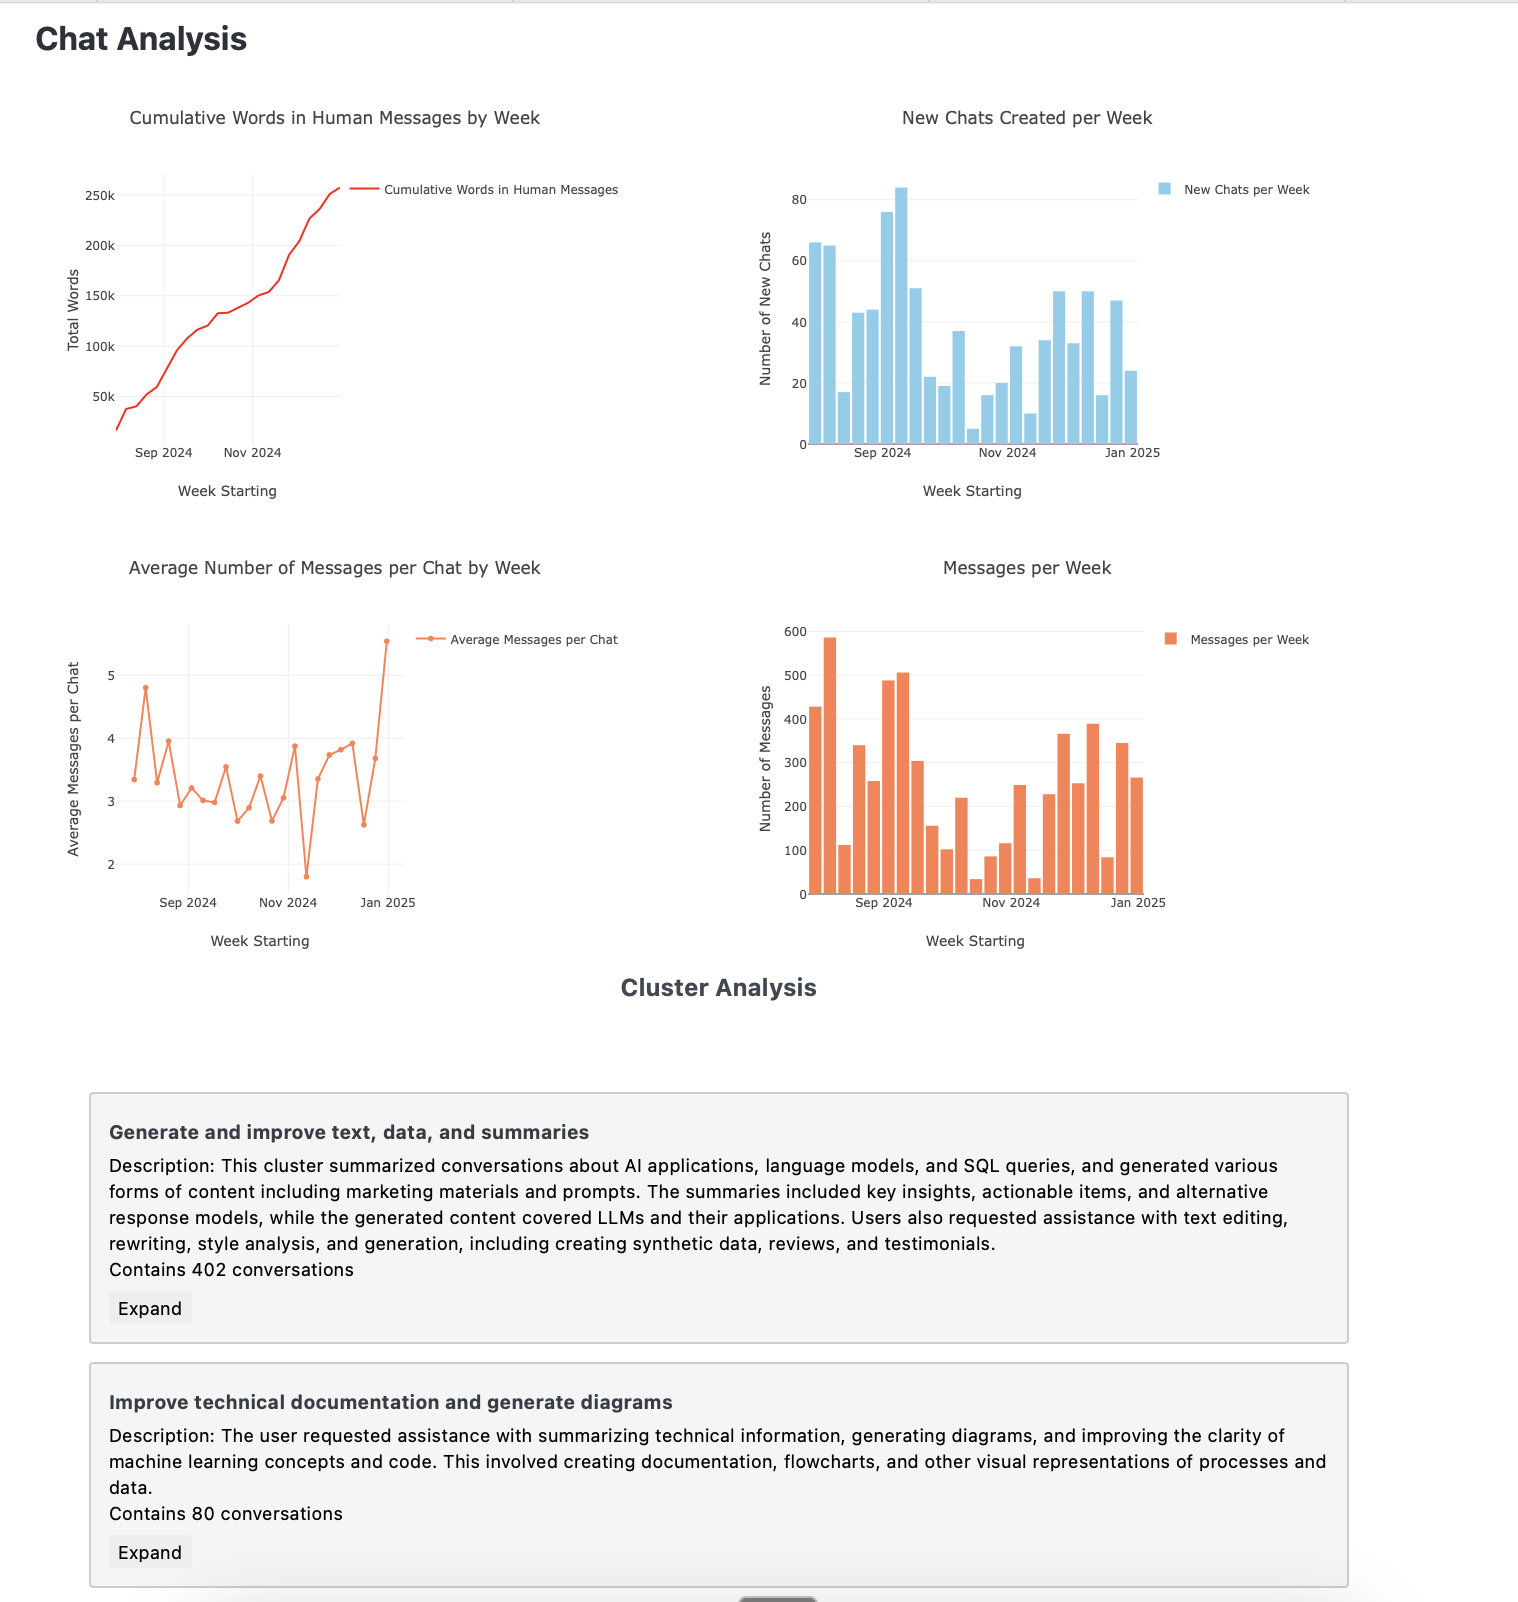 Chat Analysis
Cumulative Words in Human Messages by Week
250k
200k
150k
100k
50k
Total Words
Sep 2024
Nov 2024
Week Starting
Cumulative Words in Human Messages
New Chats Created per Week
80
60
40
20
0
Number of New Chats
Sep 2024
Nov 2024
Jan 2025
Week Starting
New Chats per Week
Average Number of Messages per Chat by Week
5
4
3
2
Average Messages per Chat
Sep 2024
Nov 2024
Jan 2025
Week Starting
Average Messages per Chat
Messages per Week
600
500
400
300
200
100
0
Number of Messages
Sep 2024
Nov 2024
Jan 2025
Week Starting
Messages per Week
Cluster Analysis
Generate and improve text, data, and summaries
Description: This cluster summarized conversations about AI applications, language models, and SQL queries, and generated various
forms of content including marketing materials and prompts. The summaries included key insights, actionable items, and alternative
response models, while the generated content covered LLMs and their applications. Users also requested assistance with text editing,
rewriting, style analysis, and generation, including creating synthetic data, reviews, and testimonials.
Contains 402 conversations
Expand
Improve technical documentation and generate diagrams
Description: The user requested assistance with summarizing technical information, generating diagrams, and improving the clarity of
machine learning concepts and code. This involved creating documentation, flowcharts, and other visual representations of processes and
data.
Contains 80 conversations
Expand